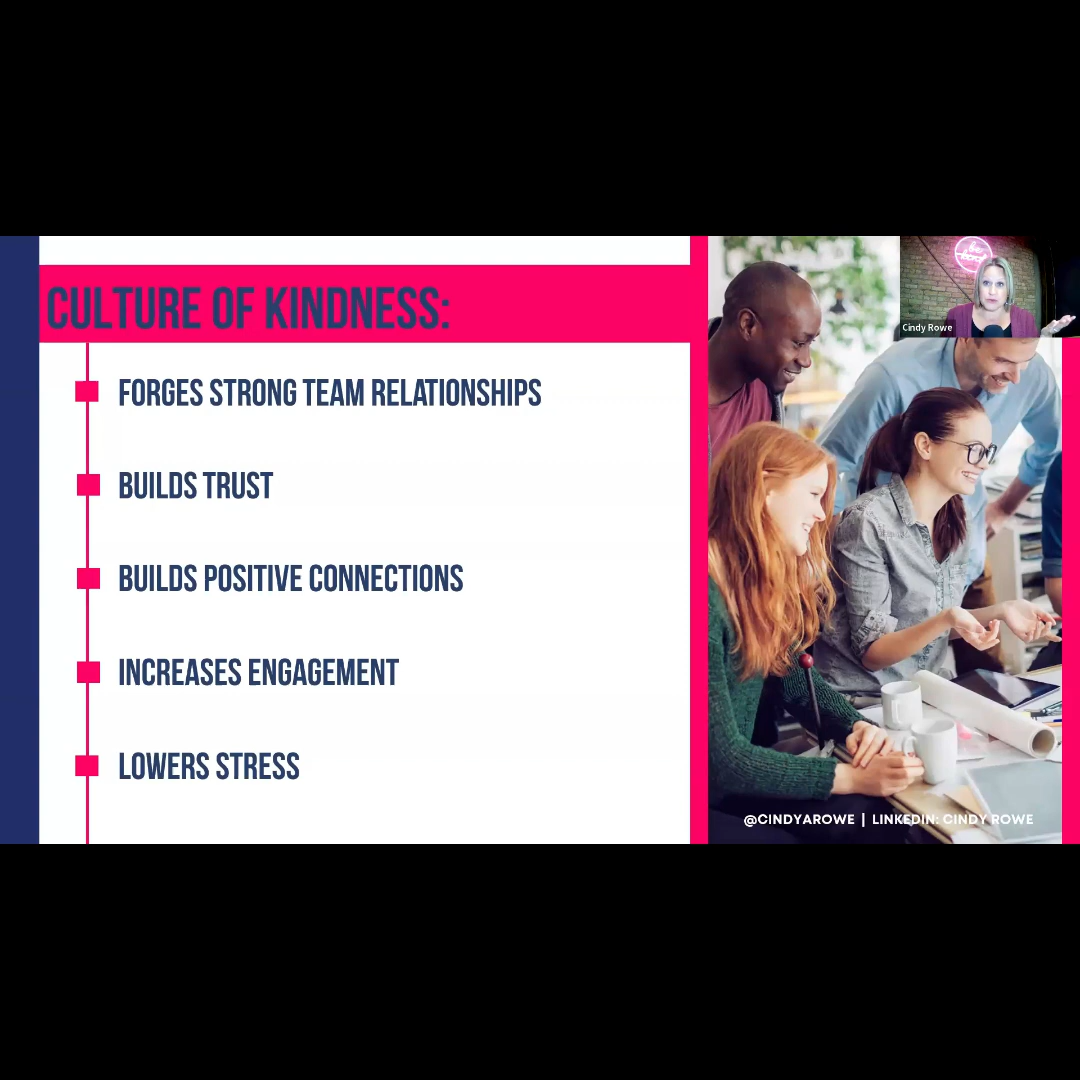 CULTURE OF KINDNESS:
FORGES STRONG TEAM RELATIONSHIPS
BUILDS TRUST
BUILDS POSITIVE CONNECTIONS
INCREASES ENGAGEMENT
LOWERS STRESS
be
Cindy Rowe
@CINDYAROWE | LINKEDIN: CINDY ROWE